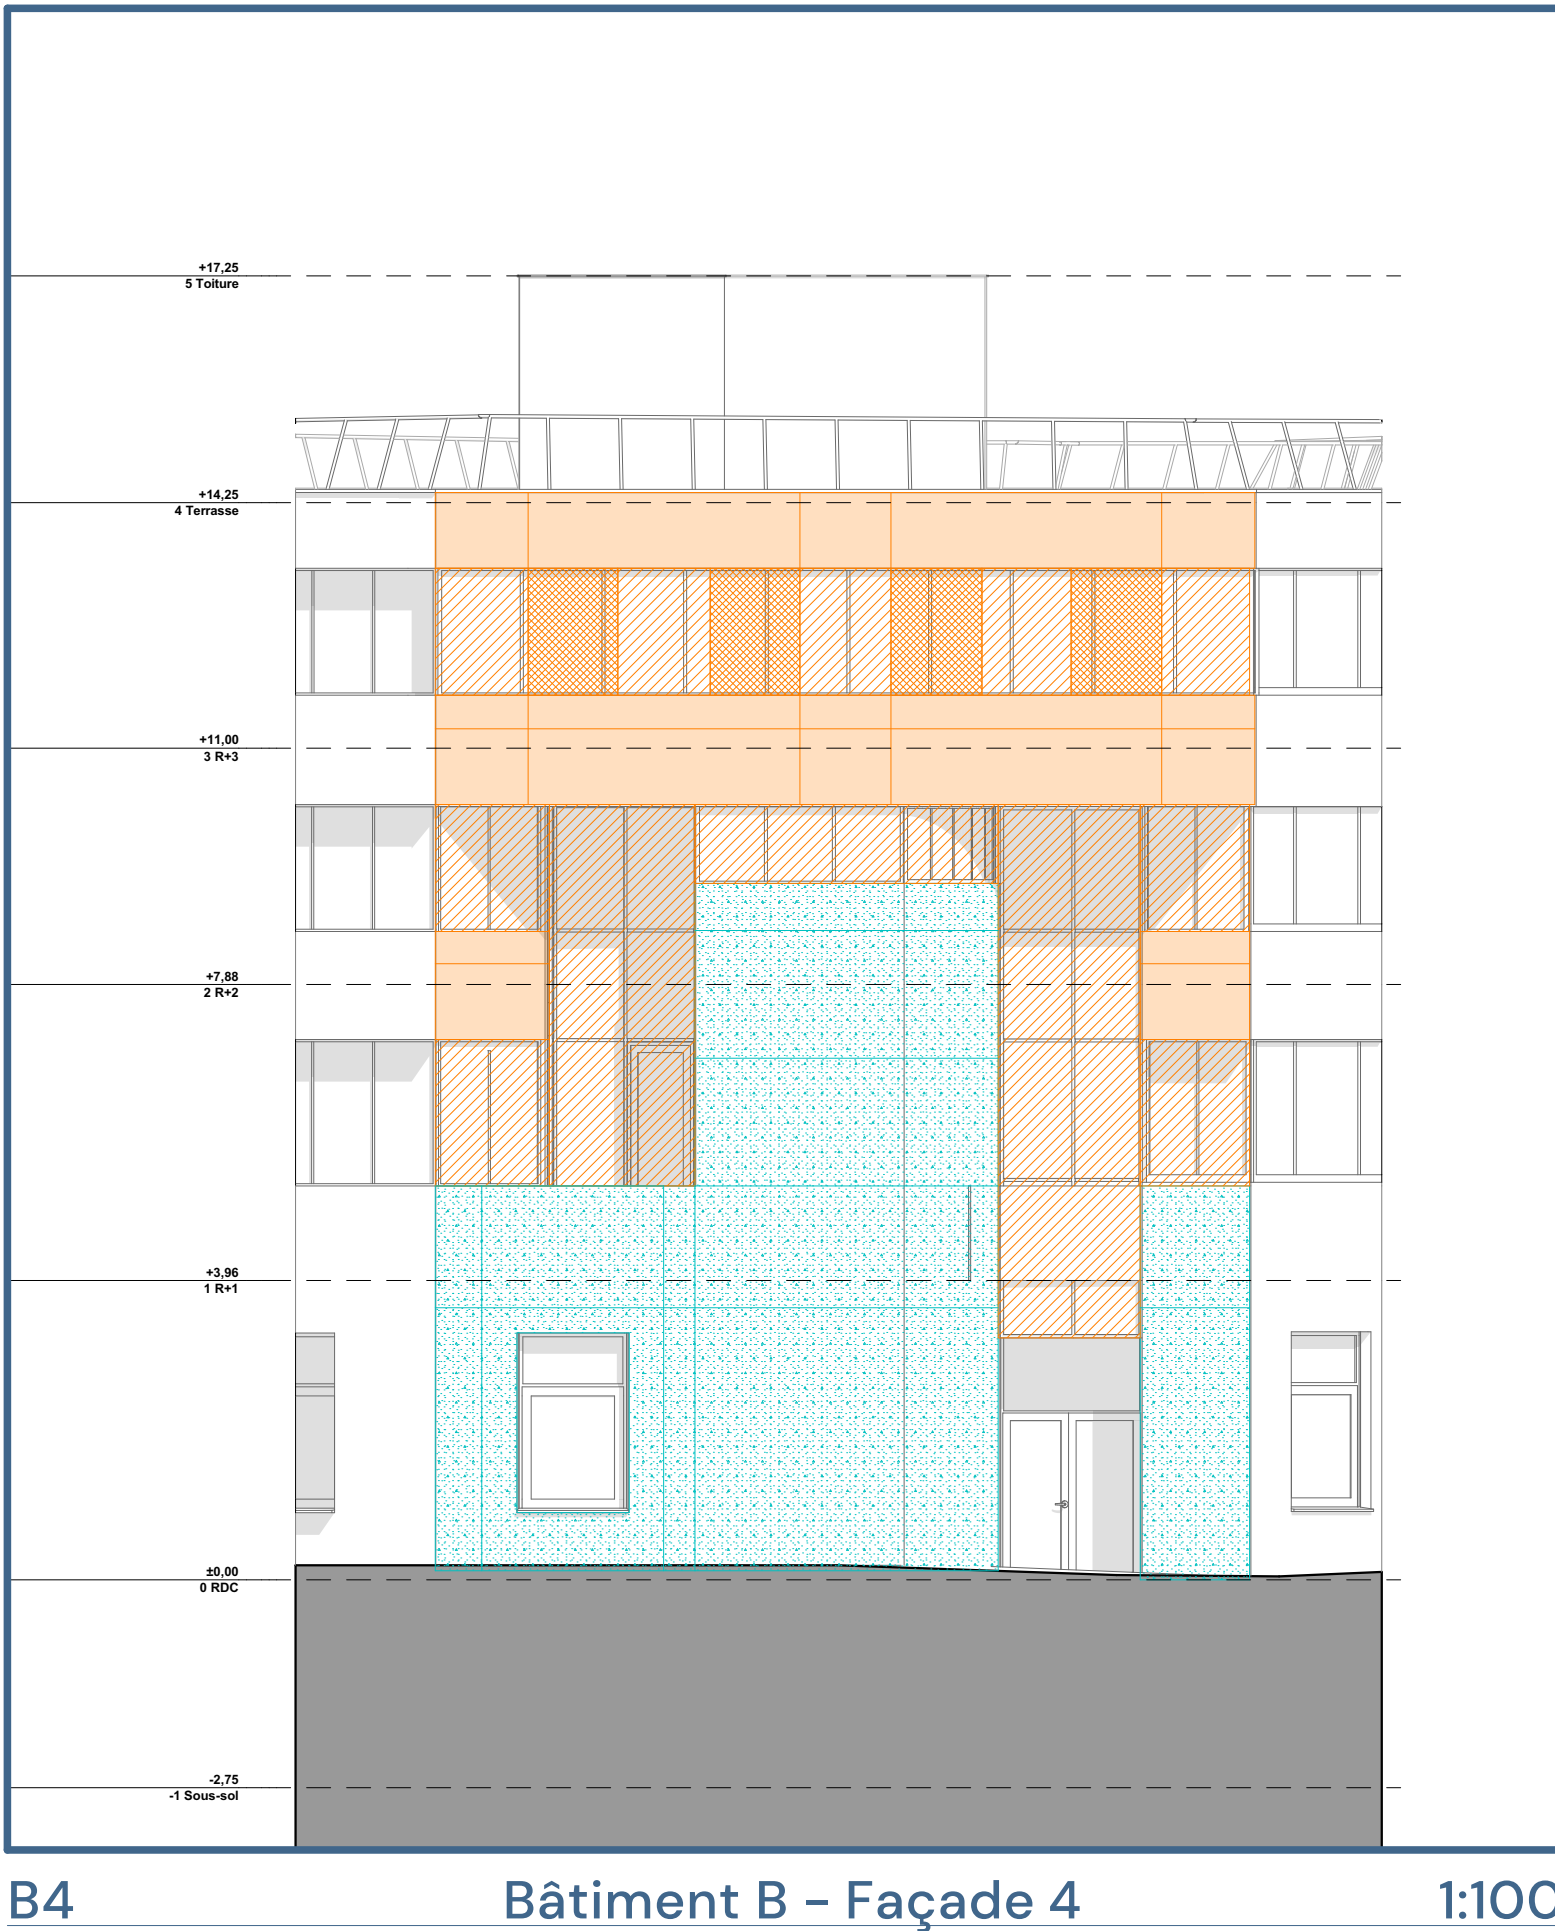 +17,25
5 Toiture
+14,25
4 Terrasse
+11,00
3 R+3
+7,88
2 R+2
+3,96
1 R+1
±0,00
0 RDC
-2,75
-1 Sous-sol
B4 Bâtiment B - Façade 4 1:100